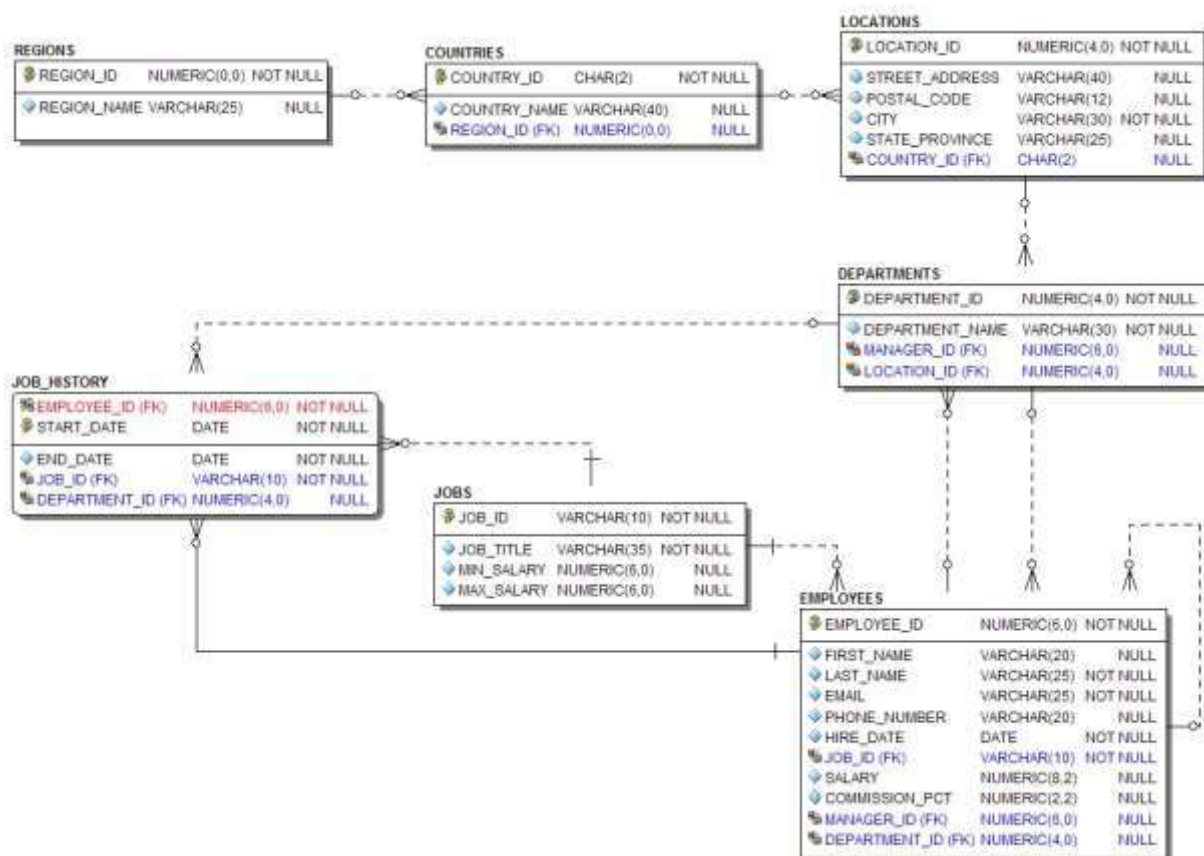 REGIONS
REGION_ID NUMERIC(0,0) NOT NULL
REGION_NAME VARCHAR(25) NULL
COUNTRIES
COUNTRY_ID CHAR(2) NOT NULL
COUNTRY_NAME VARCHAR(40) NULL
REGION_ID (FK) NUMERIC(0,0) NULL
LOCATIONS
LOCATION_ID NUMERIC(4,0) NOT NULL
STREET_ADDRESS VARCHAR(40) NULL
POSTAL_CODE VARCHAR(12) NULL
CITY VARCHAR(30) NOT NULL
STATE_PROVINCE VARCHAR(25) NULL
COUNTRY_ID (FK) CHAR(2) NULL
DEPARTMENTS
DEPARTMENT_ID NUMERIC(4,0) NOT NULL
DEPARTMENT_NAME VARCHAR(30) NOT NULL
MANAGER_ID (FK) NUMERIC(6,0) NULL
LOCATION_ID (FK) NUMERIC(4,0) NULL
JOB_HISTORY
EMPLOYEE_ID (FK) NUMERIC(6,0) NOT NULL
START_DATE DATE NOT NULL
END_DATE DATE NOT NULL
JOB_ID (FK) VARCHAR(10) NOT NULL
DEPARTMENT_ID (FK) NUMERIC(4,0) NULL
JOBS
JOB_ID VARCHAR(10) NOT NULL
JOB_TITLE VARCHAR(35) NOT NULL
MIN_SALARY NUMERIC(6,0) NULL
MAX_SALARY NUMERIC(6,0) NULL
EMPLOYEES
EMPLOYEE_ID NUMERIC(6,0) NOT NULL
FIRST_NAME VARCHAR(20) NULL
LAST_NAME VARCHAR(25) NOT NULL
EMAIL VARCHAR(25) NOT NULL
PHONE_NUMBER VARCHAR(20) NULL
HIRE_DATE DATE NOT NULL
JOB_ID (FK) VARCHAR(10) NOT NULL
SALARY NUMERIC(8,2) NULL
COMMISSION_PCT NUMERIC(2,2) NULL
MANAGER_ID (FK) NUMERIC(6,0) NULL
DEPARTMENT_ID (FK) NUMERIC(4,0) NULL